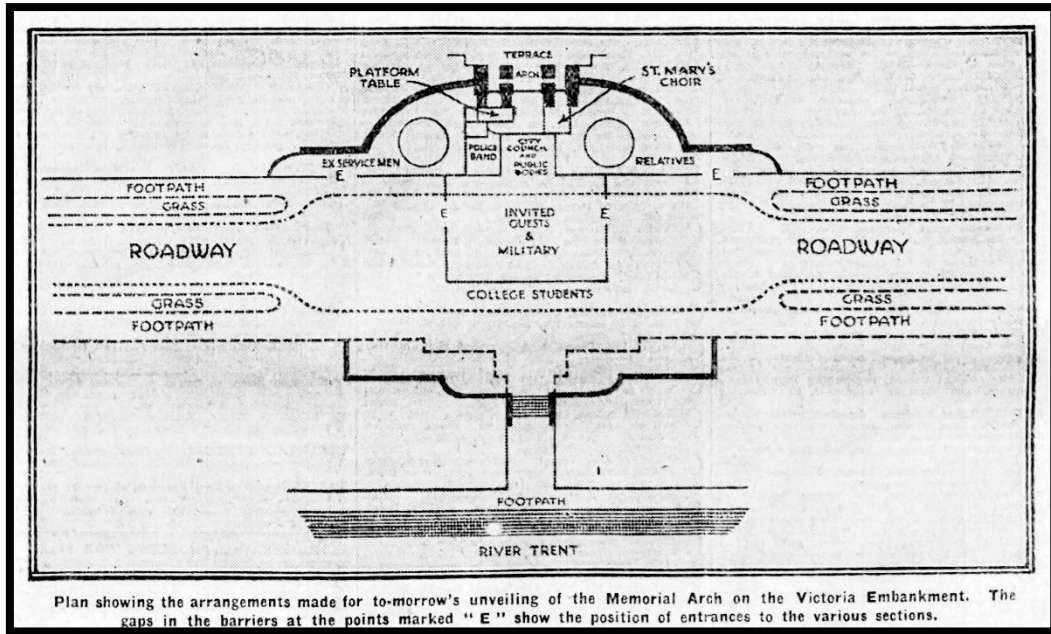 TERRACE
PLATFORM
TABLE
ARCH
ST. MARY'S
CHOIR
POLICE
BAND
CITY
COUNCIL
AND
PUBLIC
BODIES
EX SERVICE MEN
RELATIVES
E
E
FOOTPATH
GRASS
FOOTPATH
GRASS
E
E
INVITED
GUESTS
&
MILITARY
ROADWAY
ROADWAY
COLLEGE STUDENTS
GRASS
FOOTPATH
GRASS
FOOTPATH
FOOTPATH
RIVER TRENT
Plan showing the arrangements made for to-morrow's unveiling of the Memorial Arch on the Victoria Embankment. The
gaps in the barriers at the points marked "E" show the position of entrances to the various sections.